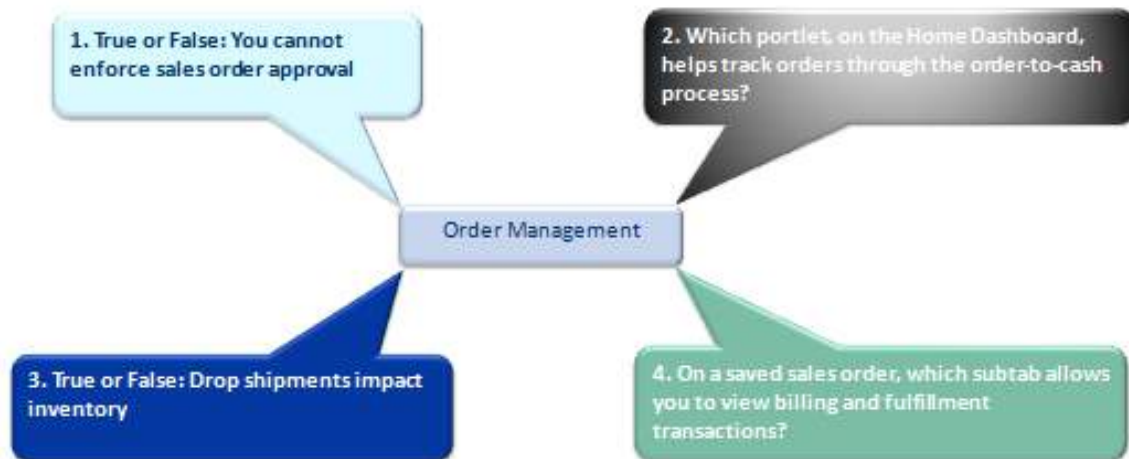 1. True or False: You cannot
enforce sales order approval
2. Which portlet, on the Home Dashboard,
helps track orders through the order-to-cash
process?
Order Management
3. True or False: Drop shipments impact
inventory
4. On a saved sales order, which subtab allows
you to view billing and fulfillment
transactions?